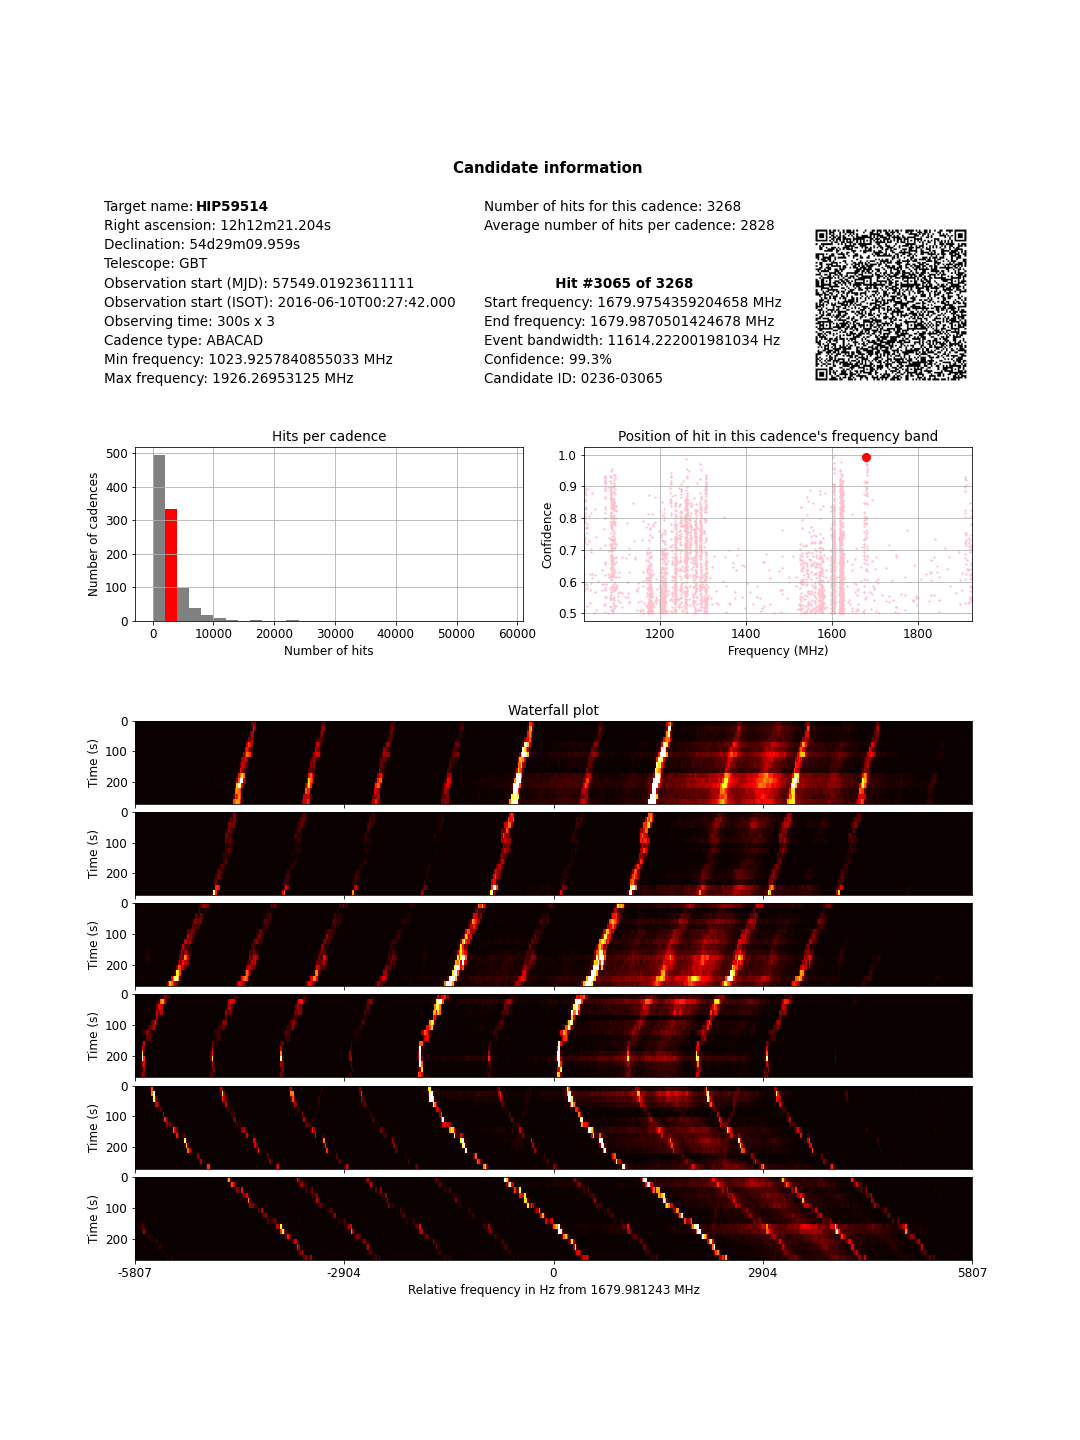 Candidate information
Target name: HIP59514
Right ascension: 12h12m21.204s
Declination: 54d29m09.959s
Telescope: GBT
Observation start (MJD): 57549.01923611111
Observation start (ISOT): 2016-06-10T00:27:42.000
Observing time: 300s x 3
Cadence type: ABACAD
Min frequency: 1023.9257840855033 MHz
Max frequency: 1926.26953125 MHz
Number of hits for this cadence: 3268
Average number of hits per cadence: 2828
Hit #3065 of 3268
Start frequency: 1679.9754359204658 MHz
End frequency: 1679.9870501424678 MHz
Event bandwidth: 11614.222001981034 Hz
Confidence: 99.3%
Candidate ID: 0236-03065
Hits per cadence
Number of cadences
500
400
300
200
100
0
0 10000 20000 30000 40000 50000 60000
Number of hits
Position of hit in this cadence's frequency band
Confidence
1.0
0.9
0.8
0.7
0.6
0.5
1200 1400 1600 1800
Frequency (MHz)
Waterfall plot
Time (s)
0
100
200
Time (s)
0
100
200
Time (s)
0
100
200
Time (s)
0
100
200
Time (s)
0
100
200
Time (s)
0
100
200
-5807 -2904 0 2904 5807
Relative frequency in Hz from 1679.981243 MHz